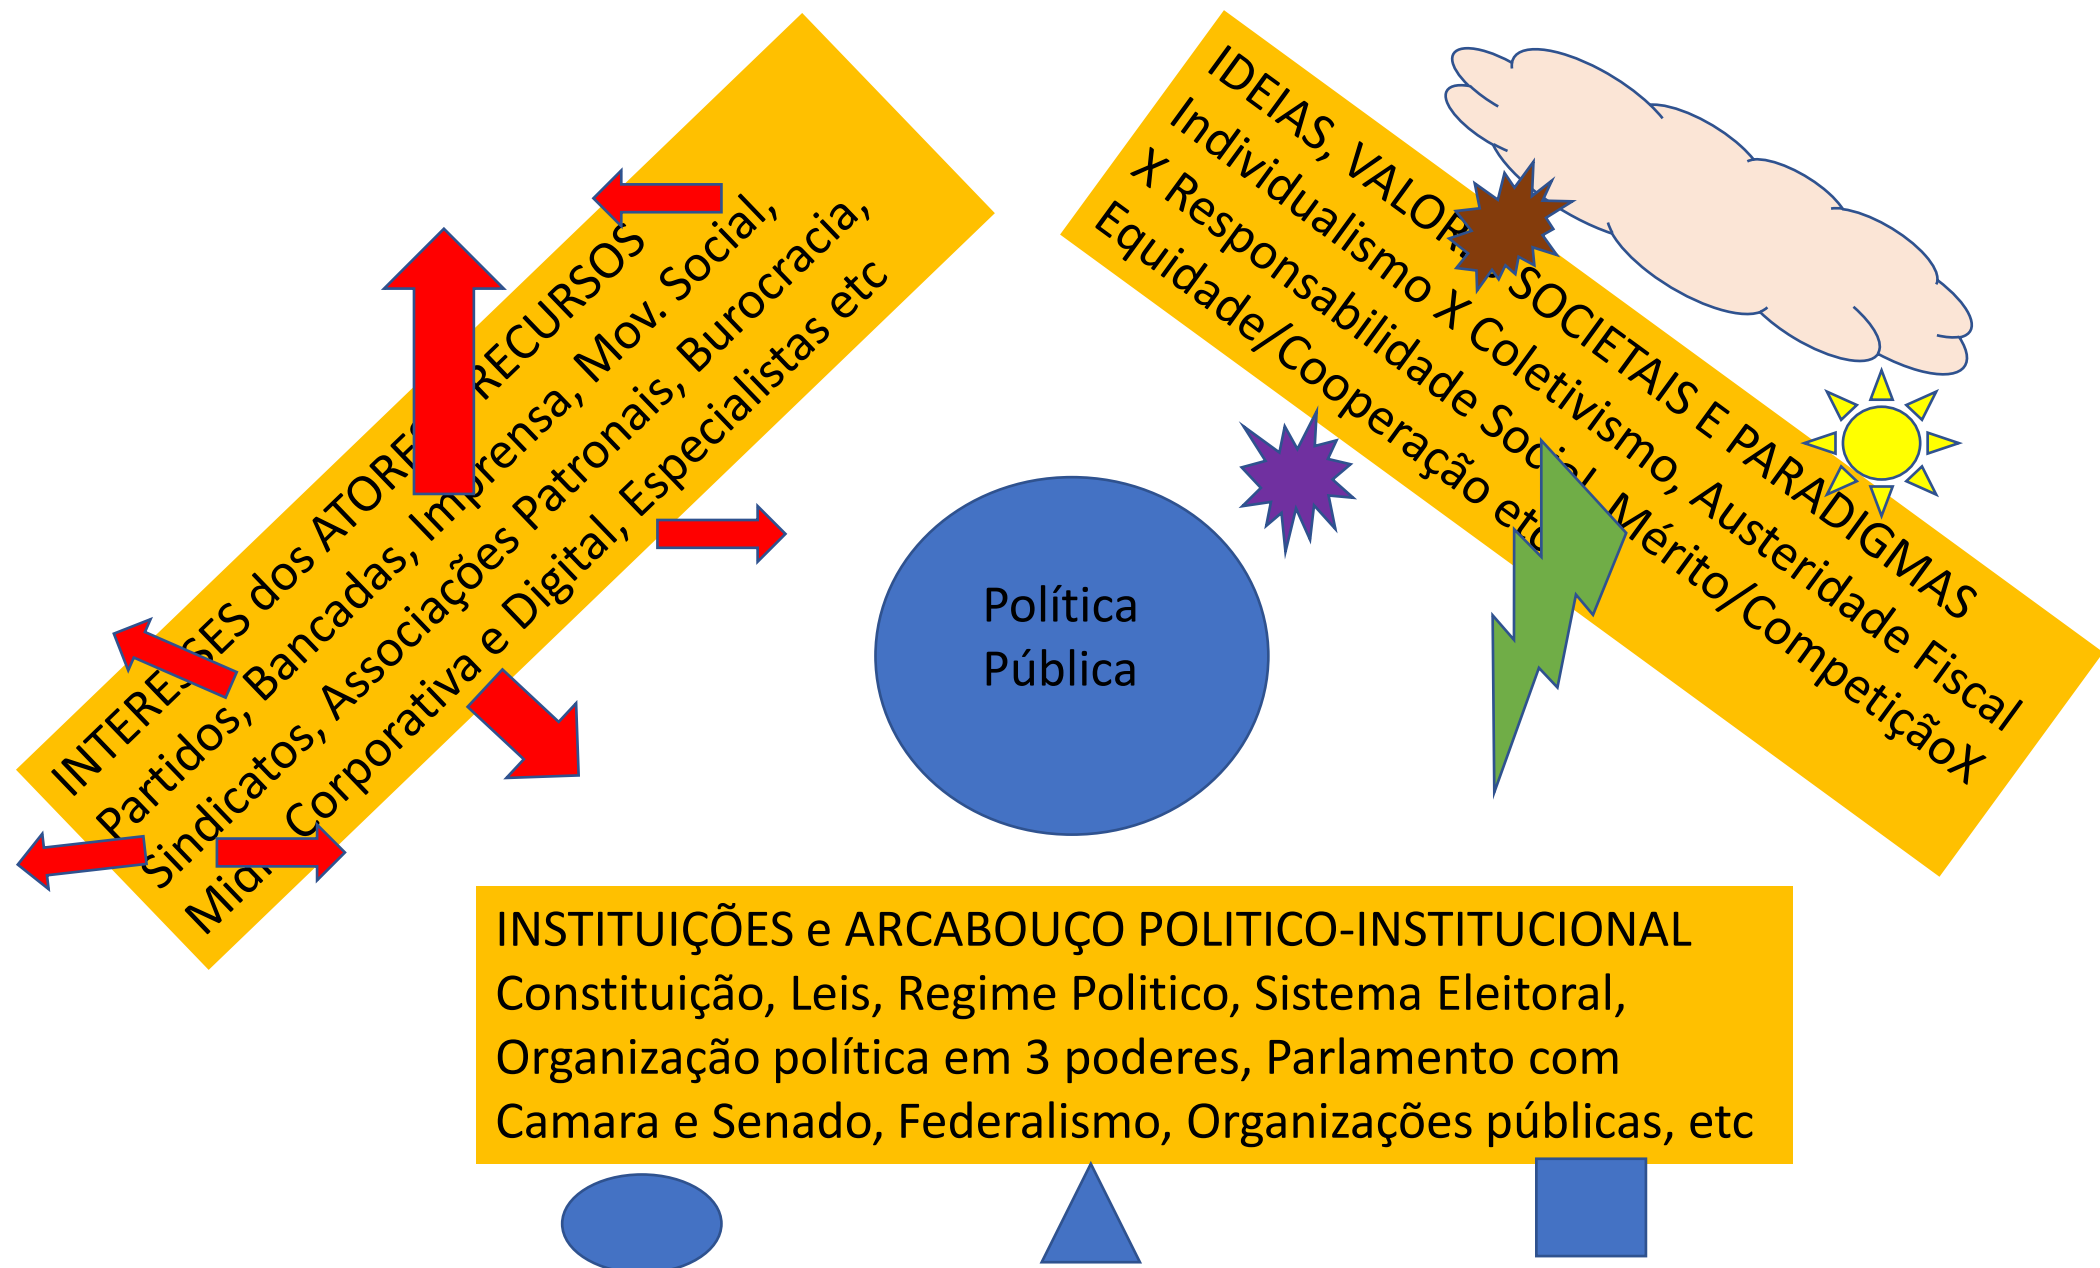 INTERESSES dos ATORES RECURSOS
Partidos, Bancadas, Imprensa, Mov. Social,
Sindicatos, Associações Patronais, Burocracia,
Corporativa e Digital, Especialistas etc
IDEIAS, SOCIETAIS E PARADIGMAS
Individualismo X Coletivismo, Austeridade Fiscal
X Responsabilidade Social, Mérito/CompetiçãoX
Equidade/Cooperação etc
Política
Pública
INSTITUIÇÕES e ARCABOUÇO POLITICO-INSTITUCIONAL
Constituição, Leis, Regime Politico, Sistema Eleitoral,
Organização política em 3 poderes, Parlamento com
Camara e Senado, Federalismo, Organizações públicas, etc